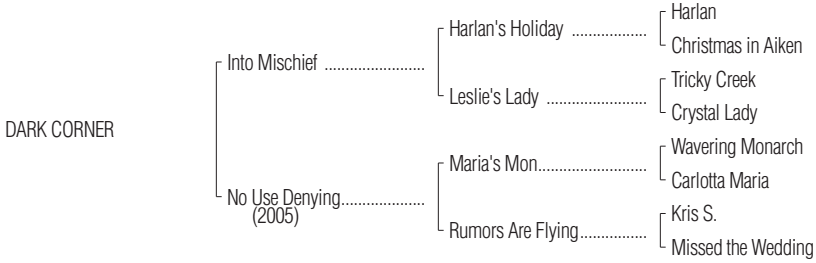 Harlan
Harlan's Holiday ..................
Christmas in Aiken
Into Mischief ........................
Tricky Creek
Leslie's Lady ........................
Crystal Lady
DARK CORNER
Wavering Monarch
Maria's Mon..........................
Carlotta Maria
No Use Denying....................
(2005)
Kris S.
Rumors Are Flying................
Missed the Wedding